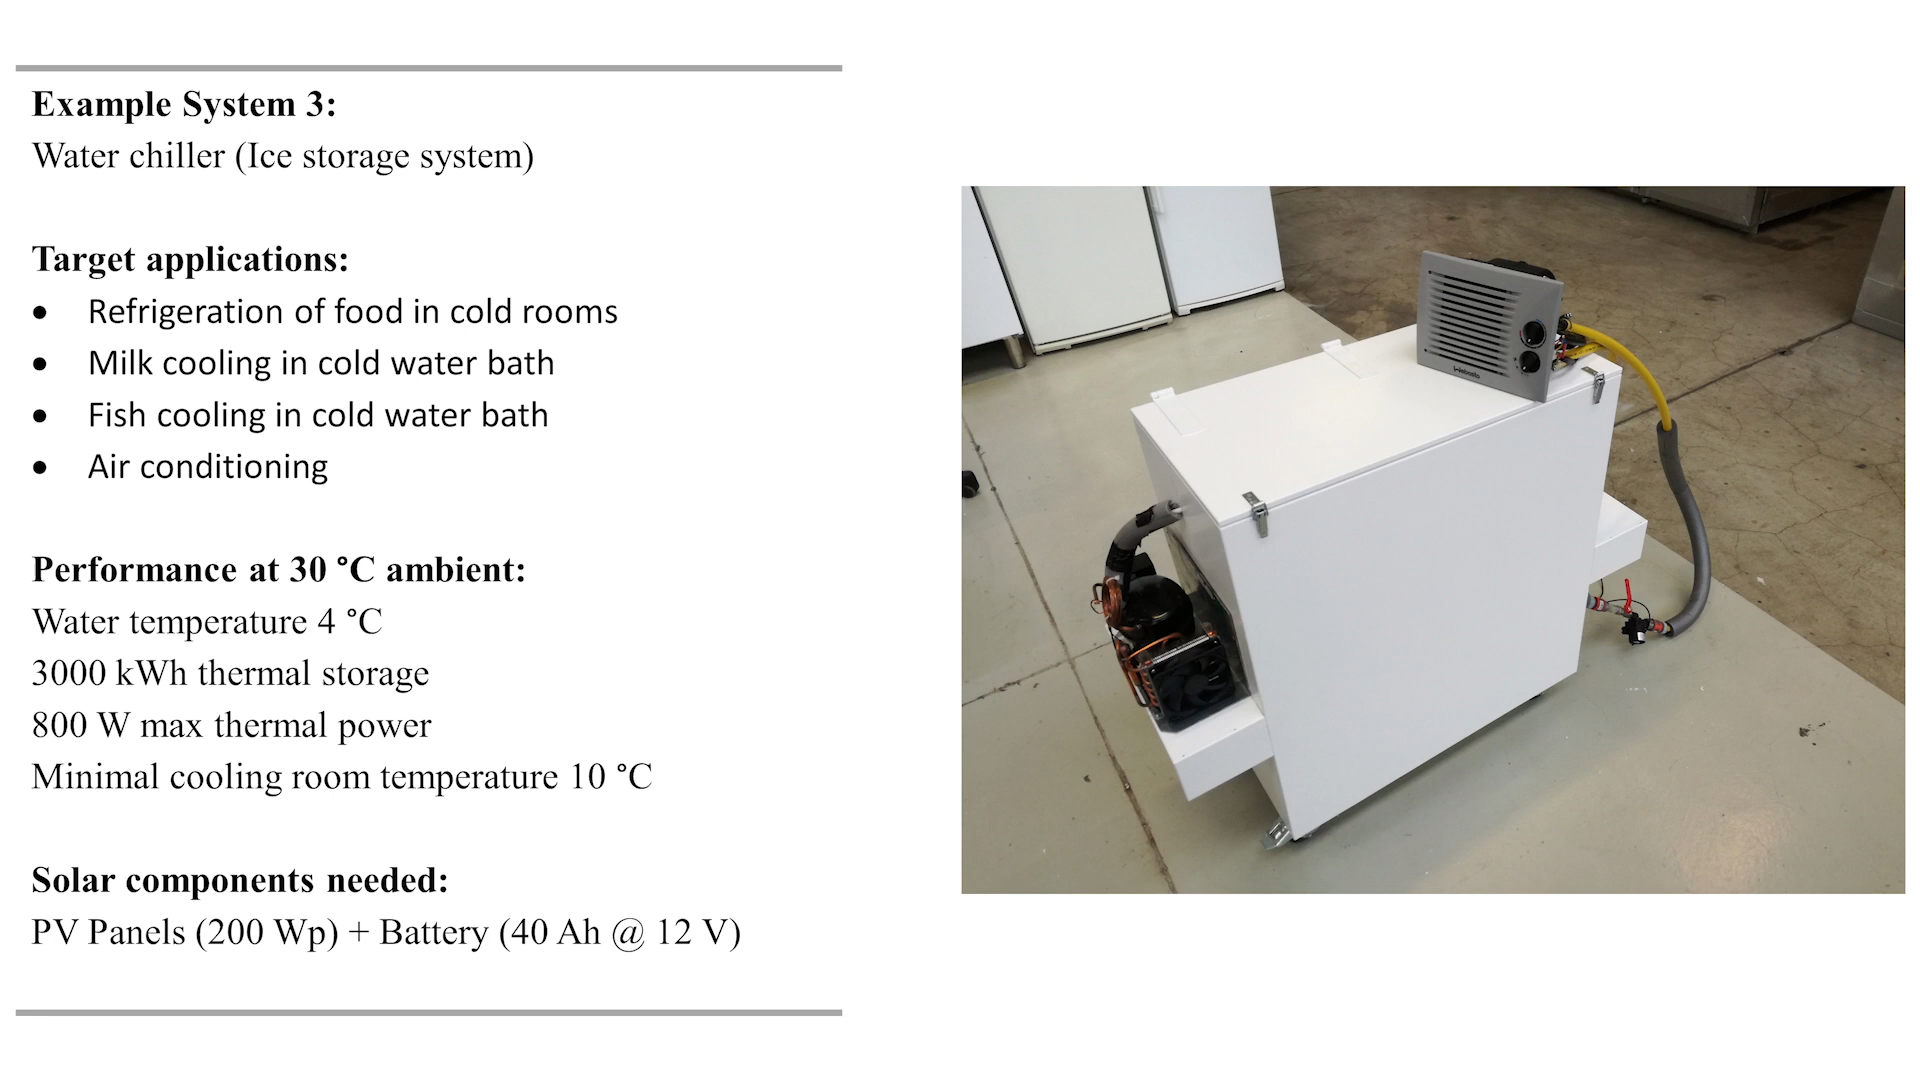 Example System 3:
Water chiller (Ice storage system)
Target applications:
• Refrigeration of food in cold rooms
• Milk cooling in cold water bath
• Fish cooling in cold water bath
• Air conditioning
Performance at 30 °C ambient:
Water temperature 4 °C
3000 kWh thermal storage
800 W max thermal power
Minimal cooling room temperature 10 °C
Solar components needed:
PV Panels (200 Wp) + Battery (40 Ah @ 12 V)
Webasto